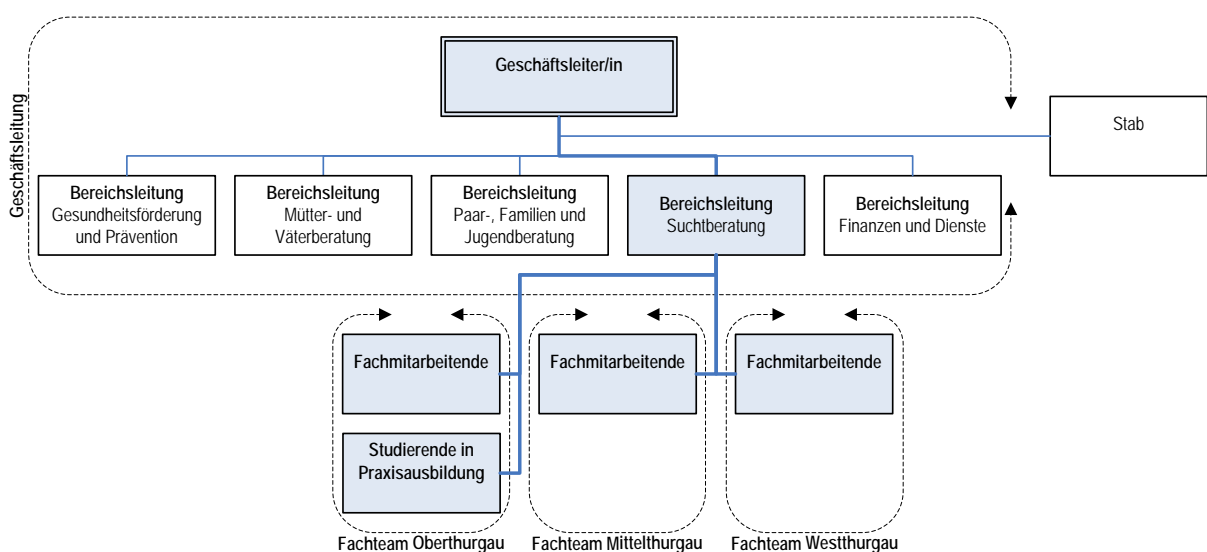 Geschäftsleitung
Geschäftsleiter/in
Stab
Bereichsleitung
Gesundheitsförderung
und Prävention
Bereichsleitung
Mütter- und
Väterberatung
Bereichsleitung
Paar-, Familien und
Jugendberatung
Bereichsleitung
Suchtberatung
Bereichsleitung
Finanzen und Dienste
Fachmitarbeitende
Fachmitarbeitende
Fachmitarbeitende
Studierende in
Praxisausbildung
Fachteam Oberthurgau
Fachteam Mittelthurgau
Fachteam Westthurgau